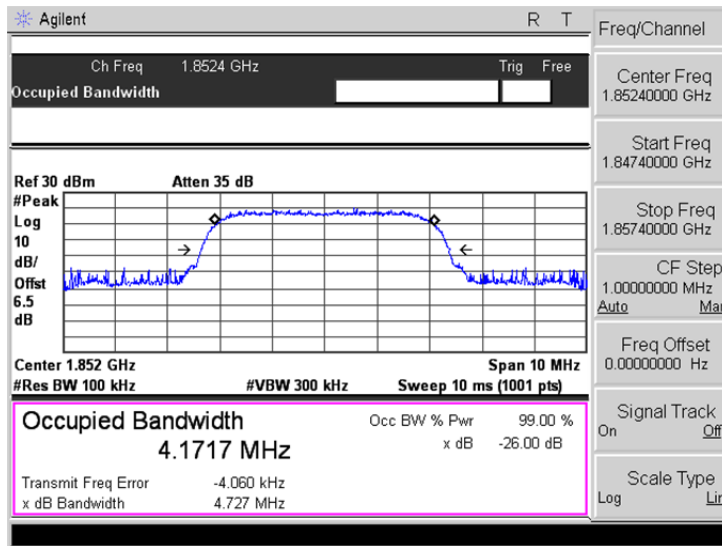 Agilent R T
Ch Freq 1.8524 GHz Trig Free
Occupied Bandwidth
Ref 30 dBm Atten 35 dB
#Peak
Log
10
dB/
Offst
6.5
dB
Center 1.852 GHz Span 10 MHz
#Res BW 100 kHz #VBW 300 kHz Sweep 10 ms (1001 pts)
Occupied Bandwidth Occ BW % Pwr 99.00 %
4.1717 MHz x dB -26.00 dB
Transmit Freq Error -4.060 kHz
x dB Bandwidth 4.727 MHz
Freq/Channel
Center Freq
1.85240000 GHz
Start Freq
1.84740000 GHz
Stop Freq
1.85740000 GHz
CF Step
1.00000000 MHz
Auto Mar
Freq Offset
0.00000000 Hz
Signal Track
On Off
Scale Type
Log Lin